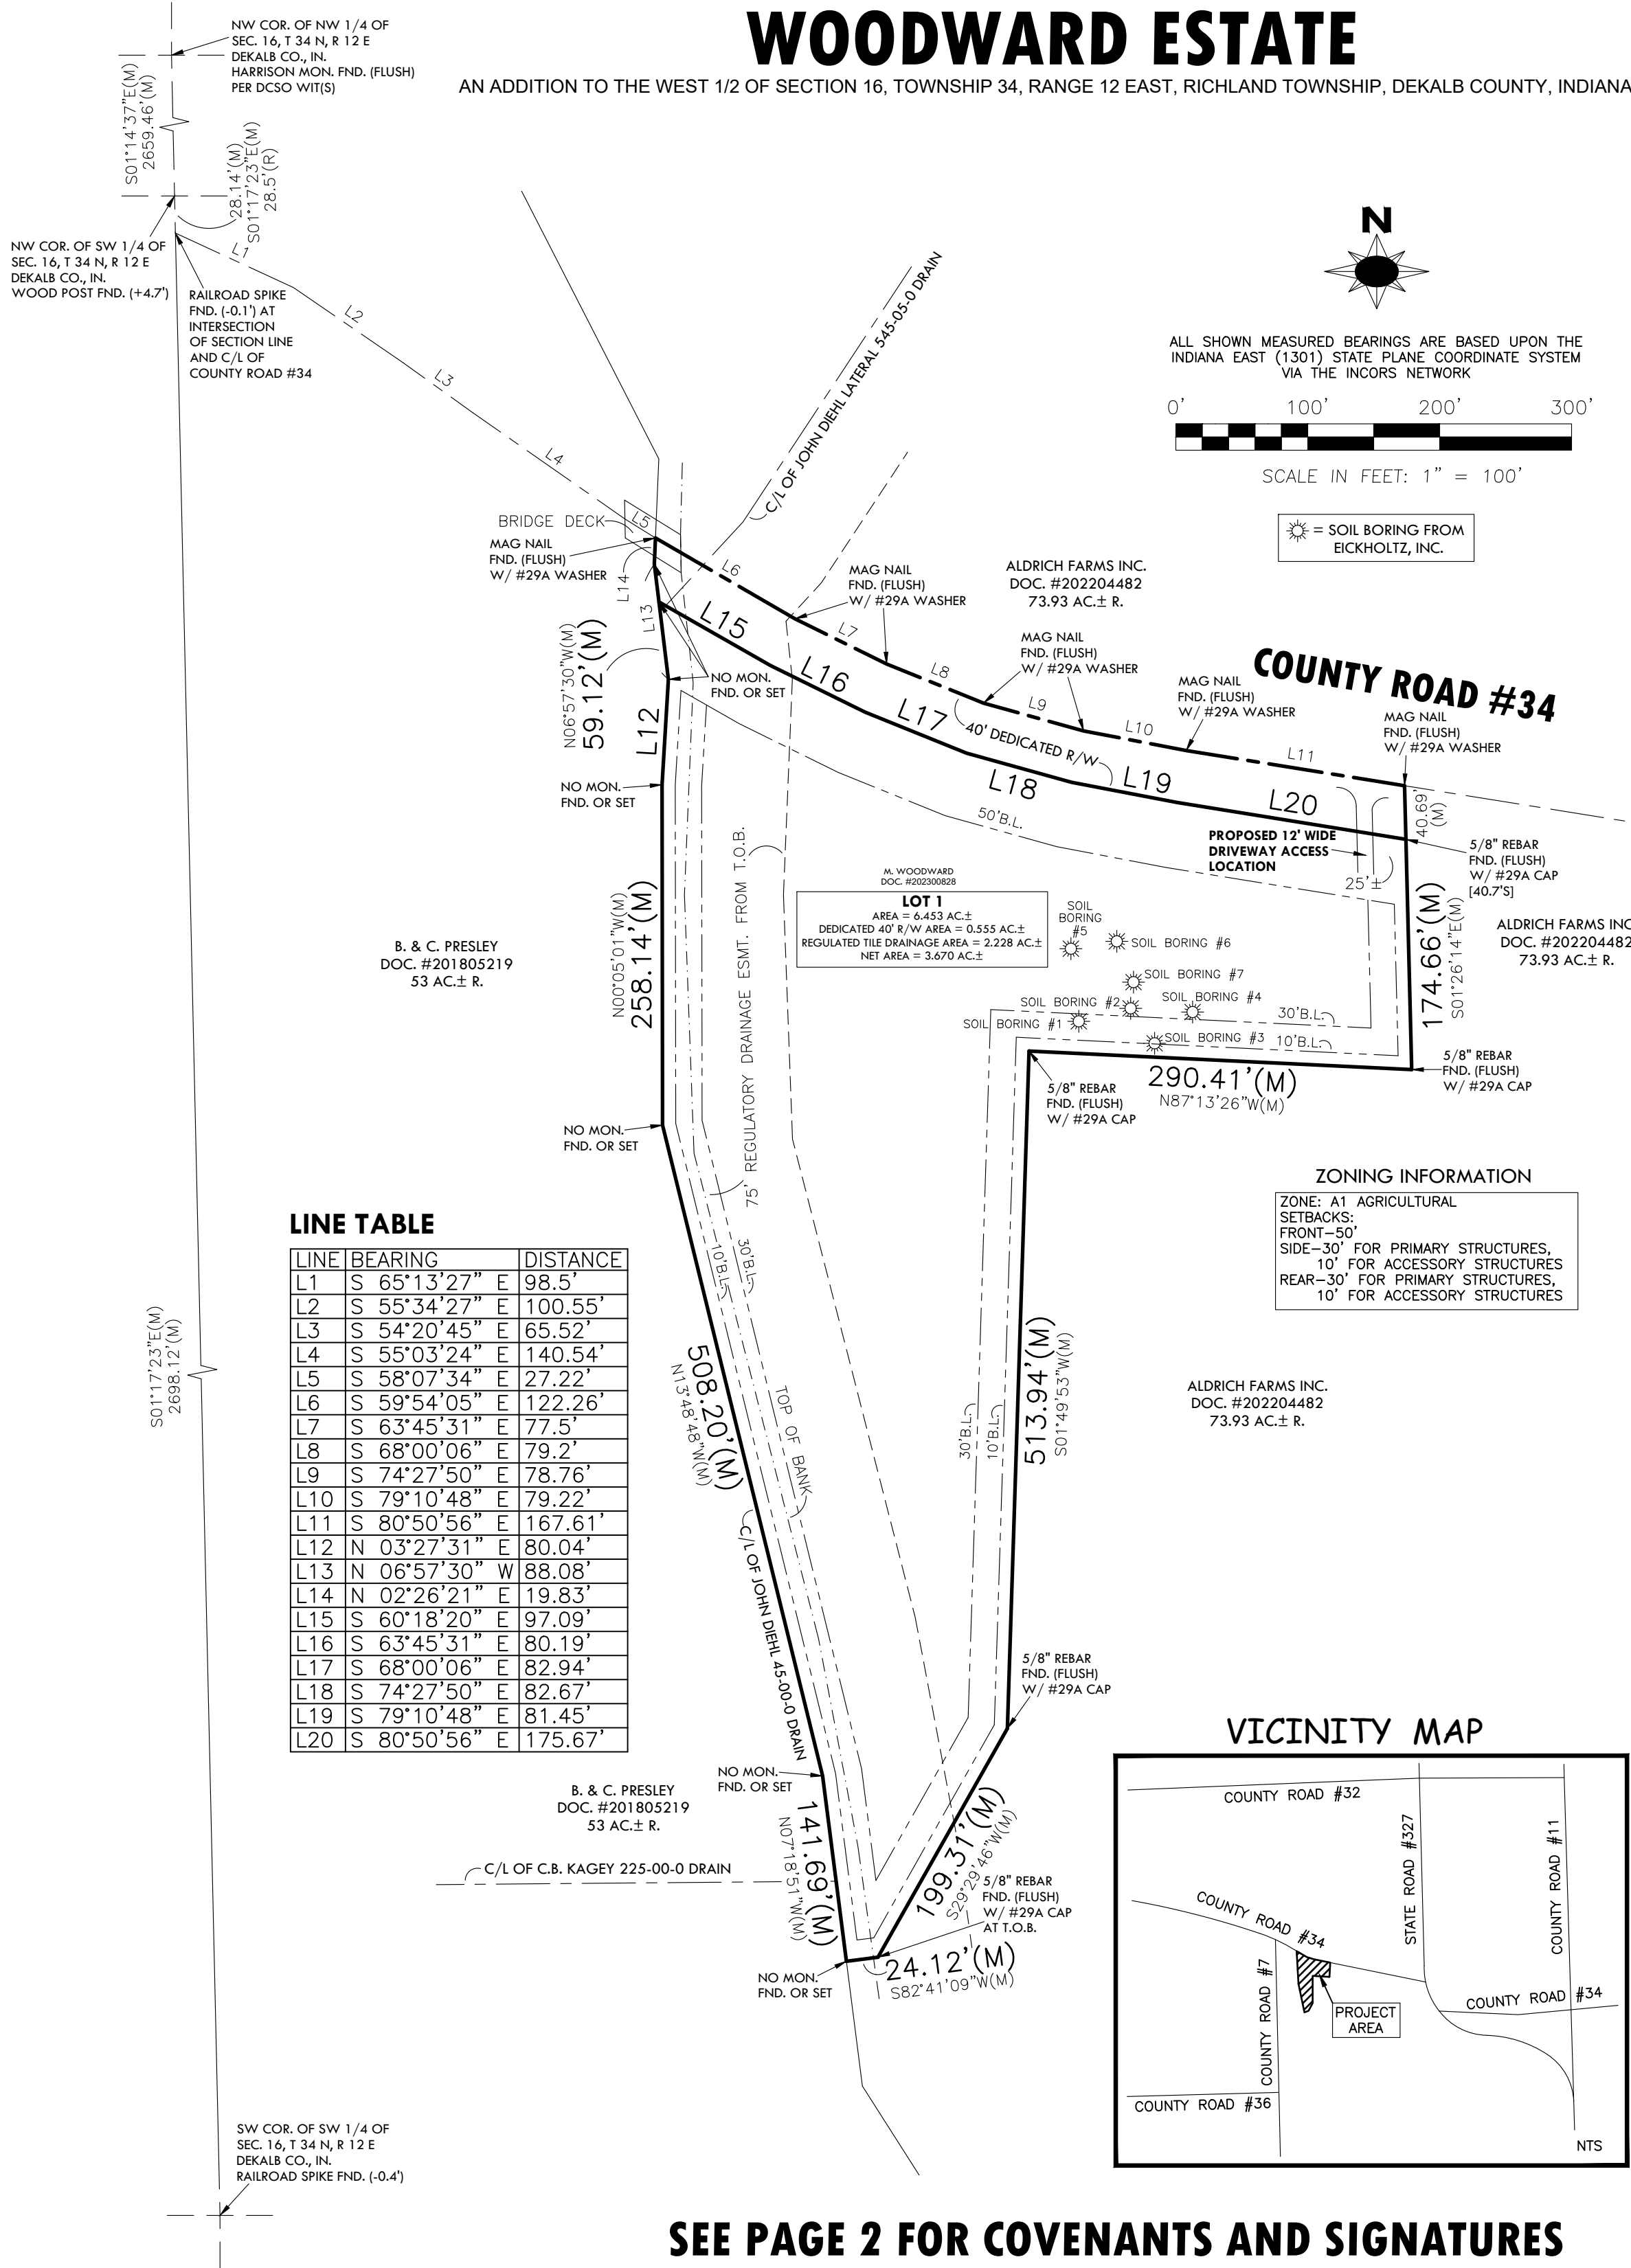 WOODWARD ESTATE
AN ADDITION TO THE WEST 1/2 OF SECTION 16, TOWNSHIP 34, RANGE 12 EAST, RICHLAND TOWNSHIP, DEKALB COUNTY, INDIANA
NW COR. OF NW 1/4 OF
SEC. 16, T 34 N, R 12 E
DEKALB CO., IN.
HARRISON MON. FND. (FLUSH)
PER DCSO WIT(S)
S01°14'37"E(M)
2659.46'(M)
28.14'(M)
S01°17'23"E(M)
28.5'(R)
NW COR. OF SW 1/4 OF
SEC. 16, T 34 N, R 12 E
DEKALB CO., IN.
WOOD POST FND. (+4.7')
RAILROAD SPIKE
FND. (-0.1') AT
INTERSECTION
OF SECTION LINE
AND C/L OF
COUNTY ROAD #34
L1
L2
L3
L4
L5
N
ALL SHOWN MEASURED BEARINGS ARE BASED UPON THE
INDIANA EAST (1301) STATE PLANE COORDINATE SYSTEM
VIA THE INCORS NETWORK
0' 100' 200' 300'
SCALE IN FEET: 1" = 100'
= SOIL BORING FROM
EICKHOLTZ, INC.
C/L OF JOHN DIEHL LATERAL 545-05-0 DRAIN
BRIDGE DECK
MAG NAIL
FND. (FLUSH)
W/ #29A WASHER
L14
L13
L6
L15
L16
L7
L8
L17
L9
L18
L10
L19
L11
L20
MAG NAIL
FND. (FLUSH)
W/ #29A WASHER
ALDRICH FARMS INC.
DOC. #202204482
73.93 AC.± R.
MAG NAIL
FND. (FLUSH)
W/ #29A WASHER
MAG NAIL
FND. (FLUSH)
W/ #29A WASHER
COUNTY ROAD #34
MAG NAIL
FND. (FLUSH)
W/ #29A WASHER
40' DEDICATED R/W
N06°57'30"W(M)
59.12'(M)
NO MON.
FND. OR SET
L12
NO MON.
FND. OR SET
50'B.L.
PROPOSED 12' WIDE
DRIVEWAY ACCESS
LOCATION
25'±
40.69'
(M)
5/8" REBAR
FND. (FLUSH)
W/ #29A CAP
[40.7'S]
M. WOODWARD
DOC. #202300828
LOT 1
AREA = 6.453 AC.±
DEDICATED 40' R/W AREA = 0.555 AC.±
REGULATED TILE DRAINAGE AREA = 2.228 AC.±
NET AREA = 3.670 AC.±
SOIL
BORING
#5
SOIL BORING #6
SOIL BORING #7
SOIL BORING #2
SOIL BORING #4
SOIL BORING #1
SOIL BORING #3
30'B.L.
10'B.L.
174.66'(M)
S01°26'14"E(M)
ALDRICH FARMS INC
DOC. #202204482
73.93 AC.± R.
B. & C. PRESLEY
DOC. #201805219
53 AC.± R.
N00°05'01"W(M)
258.14'(M)
75' REGULATORY DRAINAGE ESMT. FROM T.O.B.
5/8" REBAR
FND. (FLUSH)
W/ #29A CAP
290.41'(M)
N87°13'26"W(M)
5/8" REBAR
FND. (FLUSH)
W/ #29A CAP
NO MON.
FND. OR SET
ZONING INFORMATION
ZONE: A1 AGRICULTURAL
SETBACKS:
FRONT-50'
SIDE-30' FOR PRIMARY STRUCTURES,
10' FOR ACCESSORY STRUCTURES
REAR-30' FOR PRIMARY STRUCTURES,
10' FOR ACCESSORY STRUCTURES
LINE TABLE
LINE BEARING DISTANCE
L1 S 65°13'27" E 98.5'
L2 S 55°34'27" E 100.55'
L3 S 54°20'45" E 65.52'
L4 S 55°03'24" E 140.54'
L5 S 58°07'34" E 27.22'
L6 S 59°54'05" E 122.26'
L7 S 63°45'31" E 77.5'
L8 S 68°00'06" E 79.2'
L9 S 74°27'50" E 78.76'
L10 S 79°10'48" E 79.22'
L11 S 80°50'56" E 167.61'
L12 N 03°27'31" E 80.04'
L13 N 06°57'30" W 88.08'
L14 N 02°26'21" E 19.83'
L15 S 60°18'20" E 97.09'
L16 S 63°45'31" E 80.19'
L17 S 68°00'06" E 82.94'
L18 S 74°27'50" E 82.67'
L19 S 79°10'48" E 81.45'
L20 S 80°50'56" E 175.67'
S01°17'23"E(M)
2698.12'(M)
10'B.L.
30'B.L.
508.20'(M)
N13°48'48"W(M)
TOP OF BANK
C/L OF JOHN DIEHL 45-00-0 DRAIN
30'B.L.
10'B.L.
513.94'(M)
S01°49'53"W(M)
ALDRICH FARMS INC.
DOC. #202204482
73.93 AC.± R.
5/8" REBAR
FND. (FLUSH)
W/ #29A CAP
NO MON.
FND. OR SET
B. & C. PRESLEY
DOC. #201805219
53 AC.± R.
C/L OF C.B. KAGEY 225-00-0 DRAIN
141.69'(M)
N07°18'51"W(M)
199.31'(M)
S29°29'46"W(M)
5/8" REBAR
FND. (FLUSH)
W/ #29A CAP
AT T.O.B.
24.12'(M)
S82°41'09"W(M)
NO MON.
FND. OR SET
VICINITY MAP
COUNTY ROAD #32
STATE ROAD #327
COUNTY ROAD #11
COUNTY ROAD #34
COUNTY ROAD #7
PROJECT
AREA
COUNTY ROAD #34
COUNTY ROAD #36
NTS
SW COR. OF SW 1/4 OF
SEC. 16, T 34 N, R 12 E
DEKALB CO., IN.
RAILROAD SPIKE FND. (-0.4')
SEE PAGE 2 FOR COVENANTS AND SIGNATURES